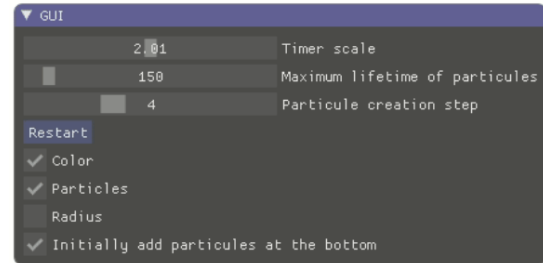 GUI
2.01 Timer scale
150 Maximum lifetime of particules
4 Particule creation step
Restart
Color
Particles
Radius
Initially add particules at the bottom